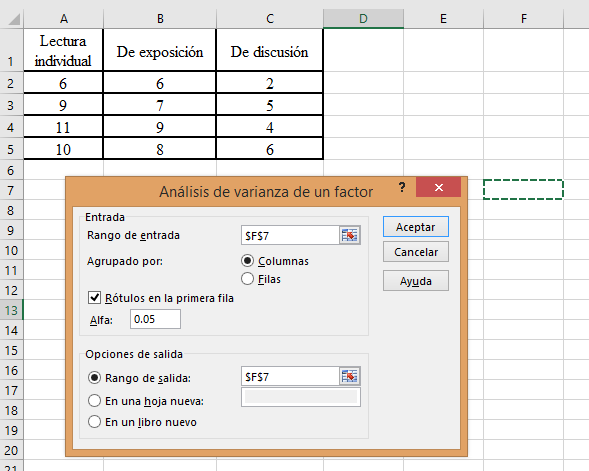 A B C D E F
1 Lectura individual De exposición De discusión
2 6 6 2
3 9 7 5
4 11 9 4
5 10 8 6
6
7
8
9
10
11
12
13
14
15
16
17
18
19
20
21
Análisis de varianza de un factor ? ×
Entrada
Rango de entrada $F$7
Agrupado por: Columnas
Filas
Rótulos en la primera fila
Alfa: 0.05
Opciones de salida
Rango de salida: $F$7
En una hoja nueva:
En un libro nuevo
Aceptar
Cancelar
Ayuda